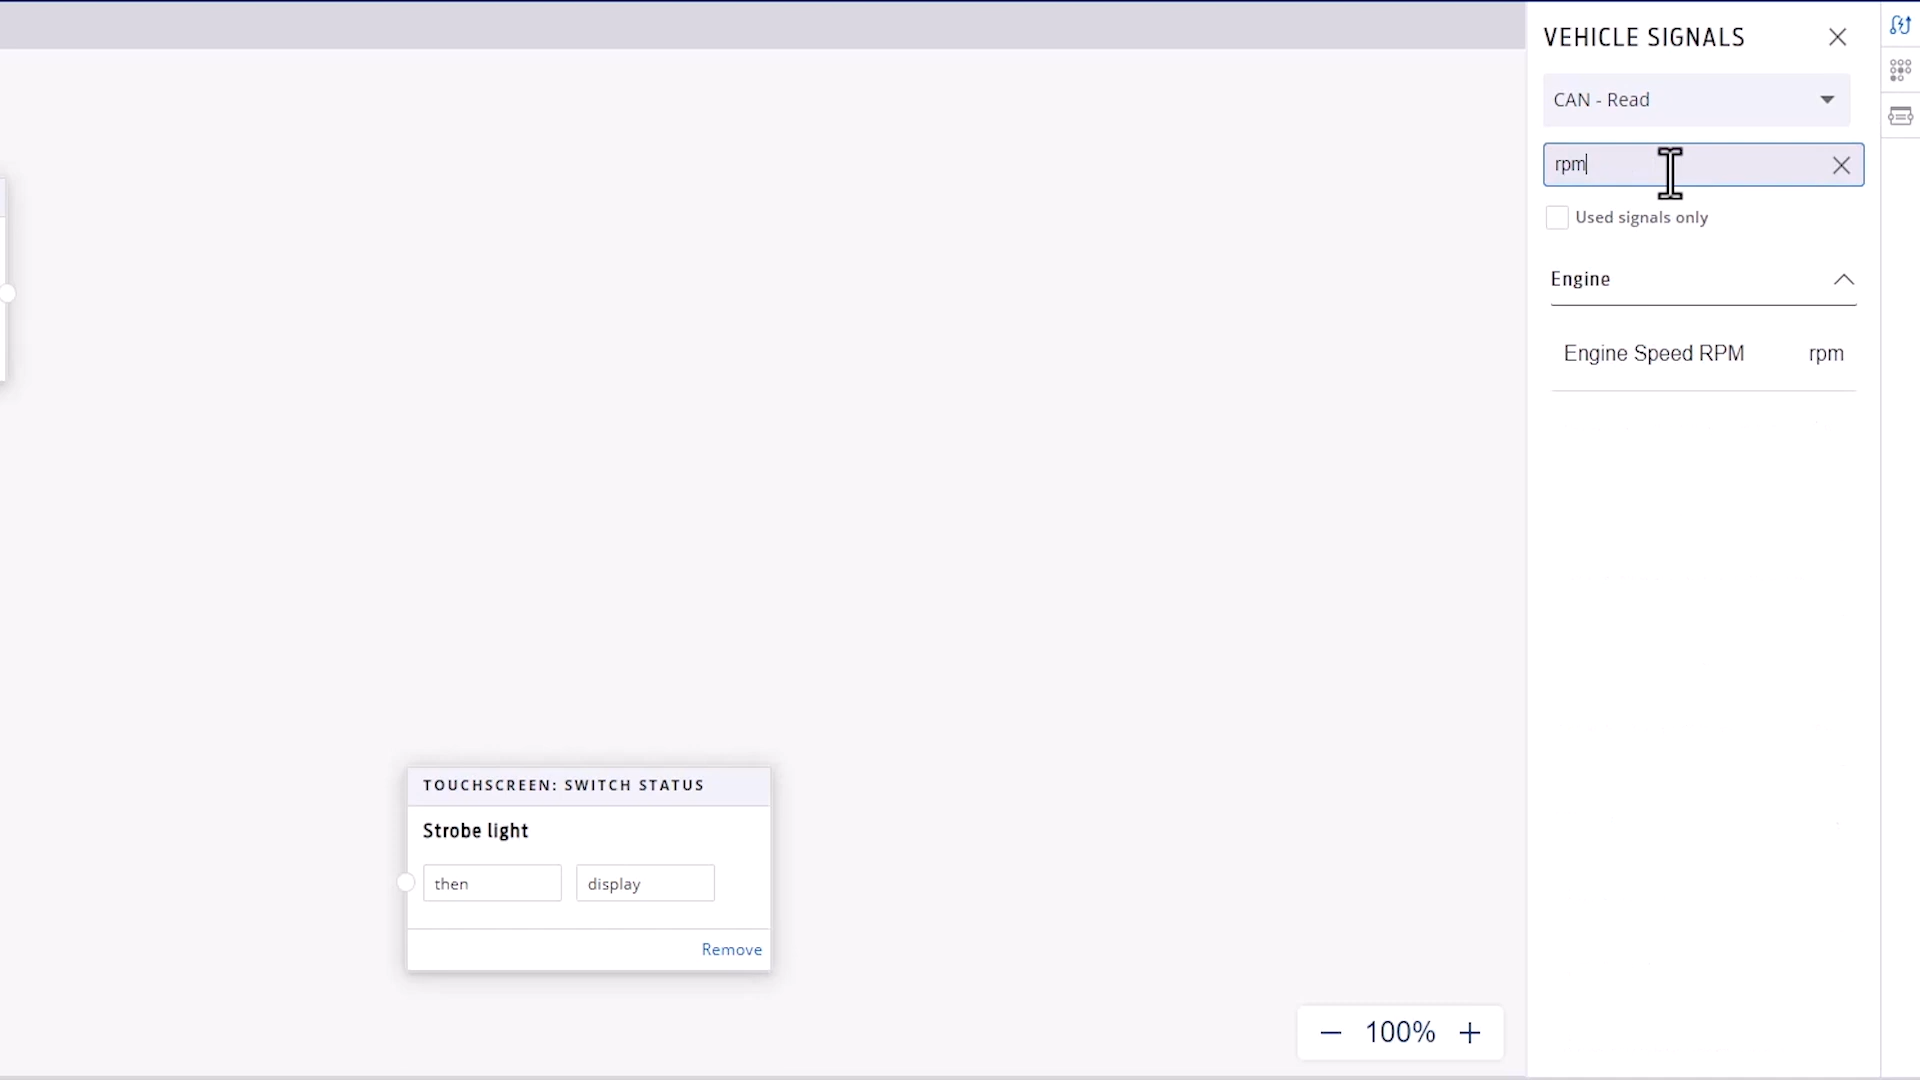 VEHICLE SIGNALS
CAN - Read
rpm
Used signals only
Engine
Engine Speed RPM rpm
TOUCHSCREEN: SWITCH STATUS
Strobe light
then display
Remove
100%